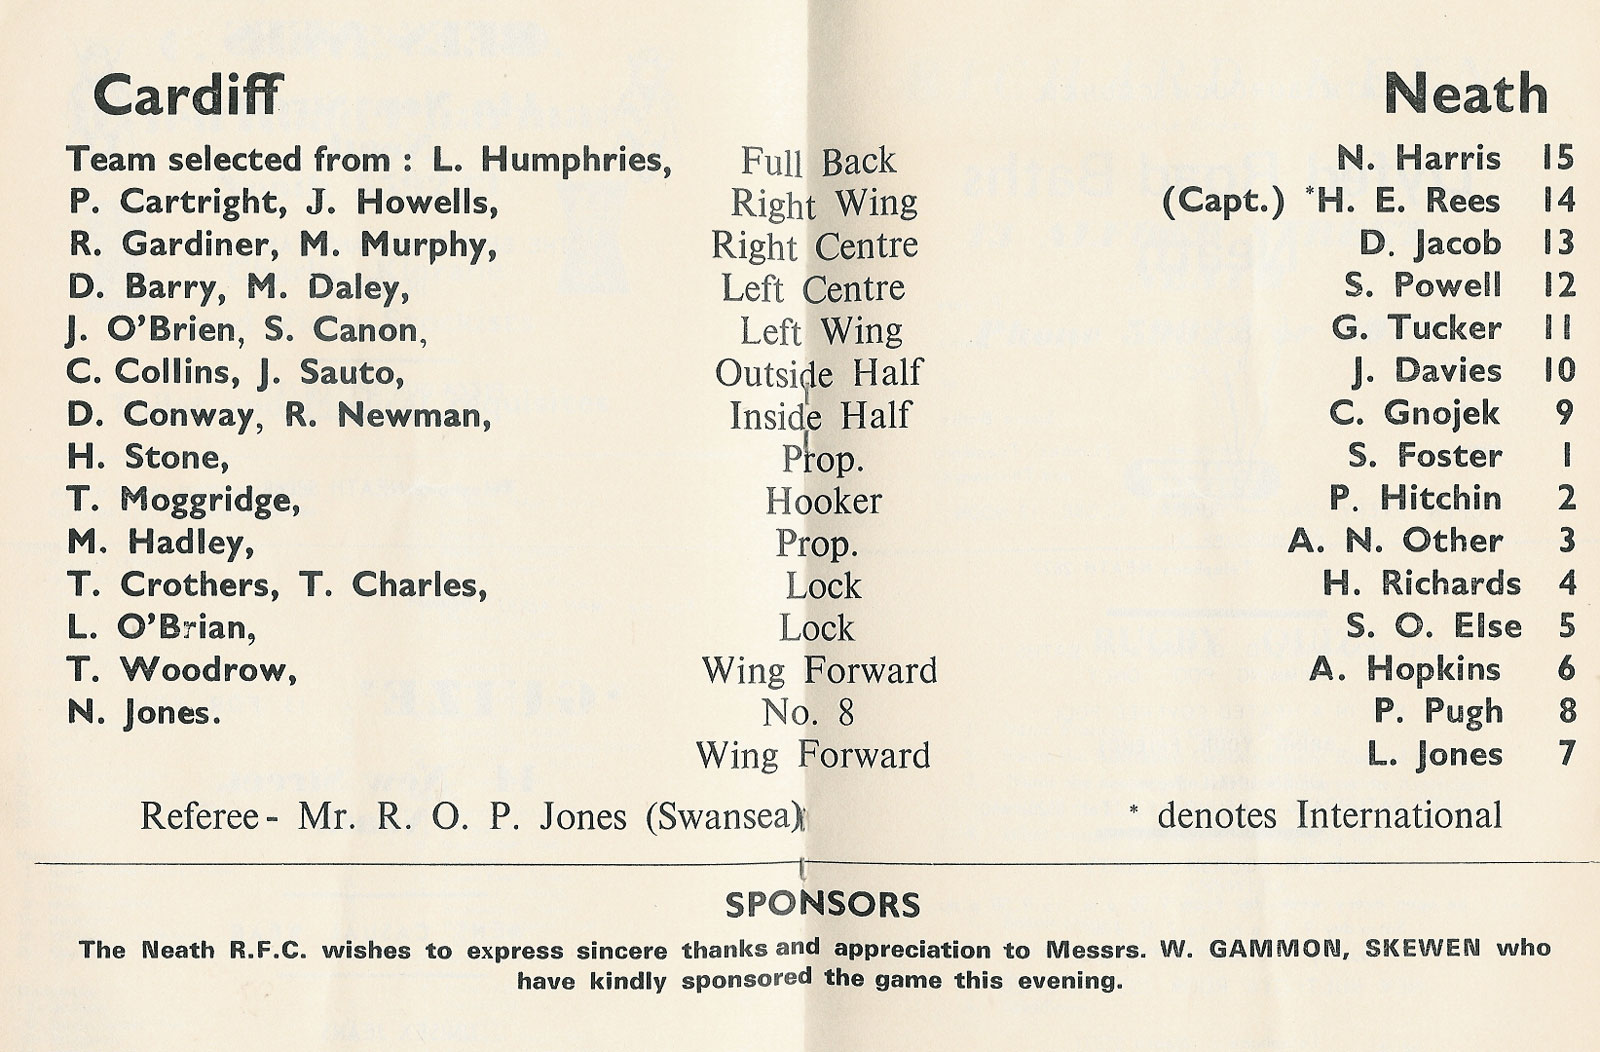 Cardiff Neath
Team selected from : L. Humphries, Full Back N. Harris 15
P. Cartright, J. Howells, Right Wing (Capt.) *H. E. Rees 14
R. Gardiner, M. Murphy, Right Centre D. Jacob 13
D. Barry, M. Daley, Left Centre S. Powell 12
J. O'Brien, S. Canon, Left Wing G. Tucker 11
C. Collins, J. Sauto, Outside Half J. Davies 10
D. Conway, R. Newman, Inside Half C. Gnojek 9
H. Stone, Prop. S. Foster 1
T. Moggridge, Hooker P. Hitchin 2
M. Hadley, Prop. A. N. Other 3
T. Crothers, T. Charles, Lock H. Richards 4
L. O'Brian, Lock S. O. Else 5
T. Woodrow, Wing Forward A. Hopkins 6
N. Jones. No. 8 P. Pugh 8
Wing Forward L. Jones 7
Referee - Mr. R. O. P. Jones (Swansea) * denotes International
SPONSORS
The Neath R.F.C. wishes to express sincere thanks and appreciation to Messrs. W. GAMMON, SKEWEN who
have kindly sponsored the game this evening.